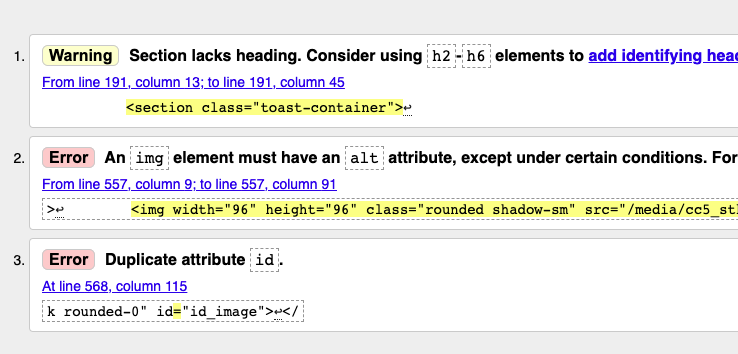 1. Warning Section lacks heading. Consider using h2-h6 elements to add identifying
From line 191, column 13; to line 191, column 45
<section class="toast-container">↩
2. Error An img element must have an alt attribute, except under certain conditions. For
From line 557, column 9; to line 557, column 91
>↩ <img width="96" height="96" class="rounded shadow-sm" src="/media/cc5_st
3. Error Duplicate attribute id.
At line 568, column 115
k rounded-0" id="id_image">↩</